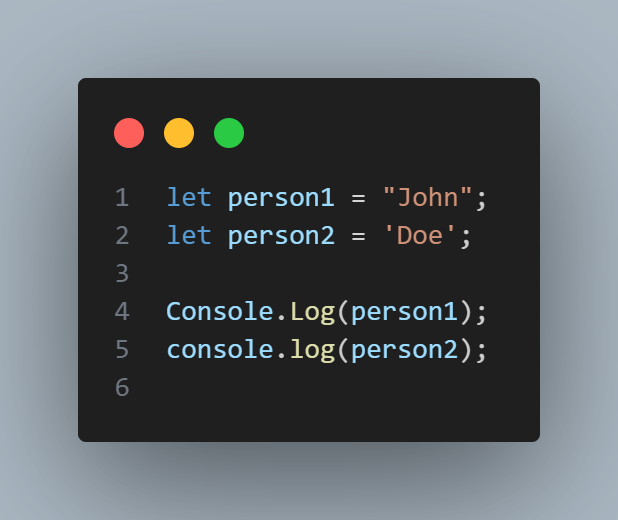 1 let person1 = "John";
2 let person2 = 'Doe';
3
4 Console.Log(person1);
5 console.log(person2);
6